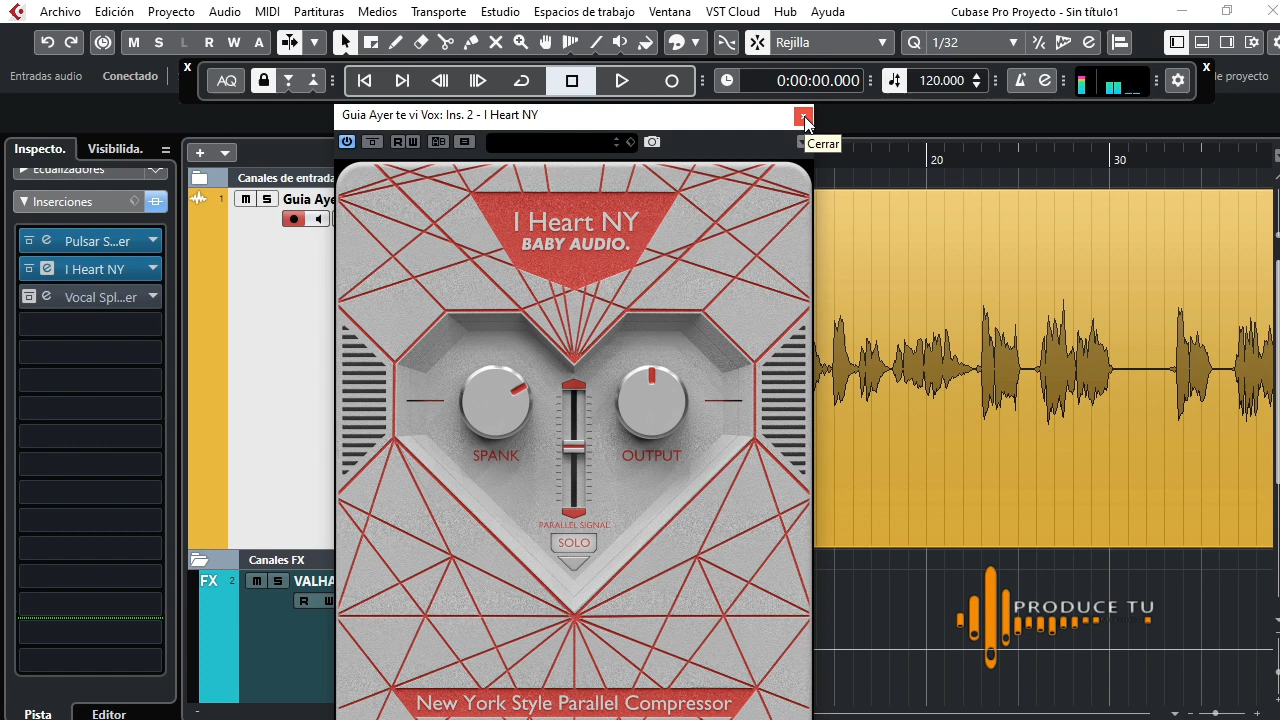 Archivo Edición Proyecto Audio MIDI Partituras Medios Transporte Estudio Espacios de trabajo Ventana VST Cloud Hub Ayuda Cubase Pro Proyecto - Sin título1
M S L R W A Rejilla Q 1/32
Entradas audio Conectado X AQ 0:00:00.000 120.000 X de proyecto
Guia Ayer te vi Vox: Ins. 2 - I Heart NY
R W AB
Cerrar
Inspecto. Visibilida.
+
20 30
Ecualizadores
Canales de entrada
Inserciones
1 m S Guia Aye
Pulsar S...er
I Heart NY
Vocal Spl...er
I Heart NY
BABY AUDIO.
SPANK
OUTPUT
PARALLEL SIGNAL
SOLO
Canales FX
FX 2 m S VALHA
R W
PRODUCE TU
New York Style Parallel Compressor
Pista Editor